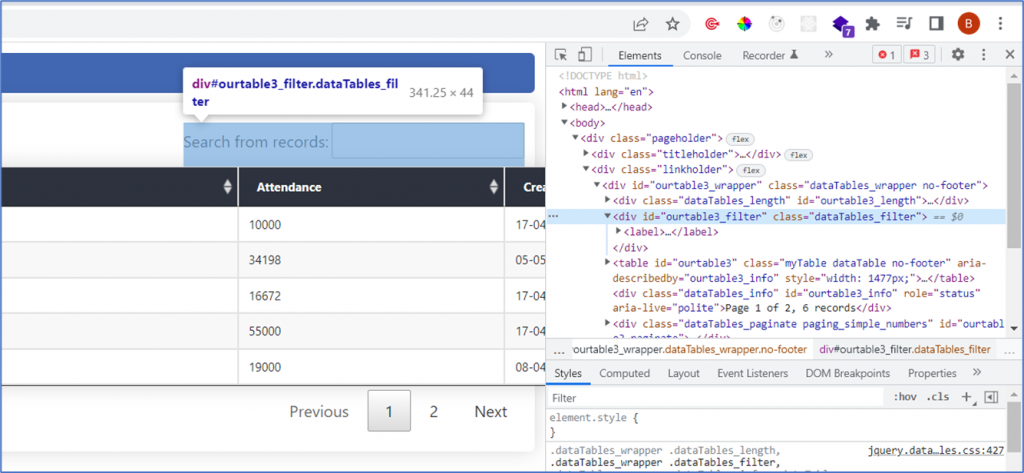 7
B
div#ourtable3_filter.dataTables_fil
ter
341.25 × 44
Search from records:
Attendance
Crea
10000
17-04
34198
05-05
16672
17-04
55000
17-04
19000
08-04
Previous
1
2
Next
Elements
Console
Recorder
»
1
3
<!DOCTYPE html>
<html lang="en">
<head>…</head>
<body>
<div class="pageholder"> flex
<div class="titleholder">…</div> flex
<div class="linkholder"> flex
<div id="ourtable3_wrapper" class="dataTables_wrapper no-footer">
<div class="dataTables_length" id="ourtable3_length">…</div>
… <div id="ourtable3_filter" class="dataTables_filter"> == $0
<label>…</label>
</div>
<table id="ourtable3" class="myTable dataTable no-footer" aria-
describedby="ourtable3_info" style="width: 1477px;">…</table>
<div class="dataTables_info" id="ourtable3_info" role="status"
aria-live="polite">Page 1 of 2, 6 records</div>
<div class="dataTables_paginate paging_simple_numbers" id="ourtabl
… ourtable3_wrapper.dataTables_wrapper.no-footer div#ourtable3_filter.dataTables_filter …
Styles
Computed
Layout
Event Listeners
DOM Breakpoints
Properties
»
Filter
:hov .cls +
element.style {
}
.dataTables_wrapper .dataTables_length,
jquery.data…les.css:427
.dataTables_wrapper .dataTables_filter,